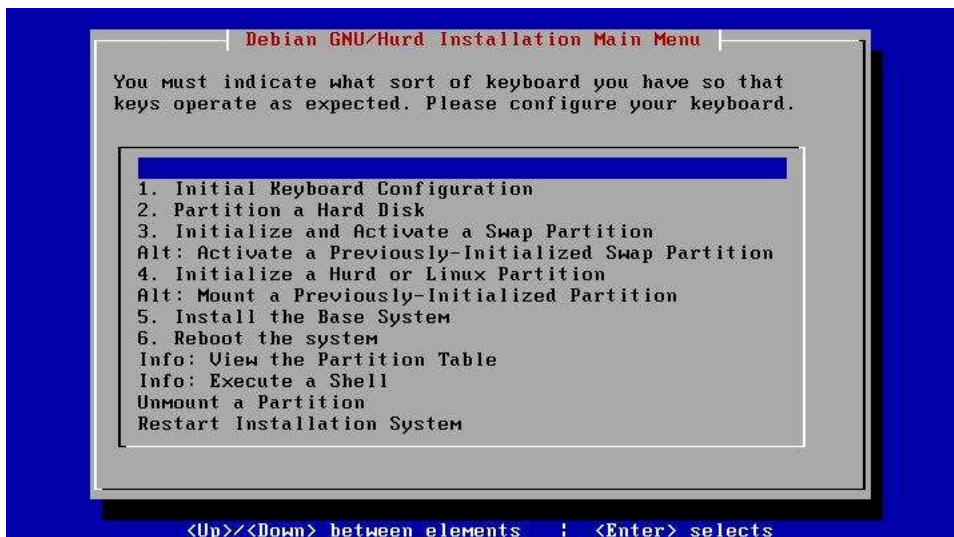 Debian GNU/Hurd Installation Main Menu
You must indicate what sort of keyboard you have so that
keys operate as expected. Please configure your keyboard.
1. Initial Keyboard Configuration
2. Partition a Hard Disk
3. Initialize and Activate a Swap Partition
Alt: Activate a Previously-Initialized Swap Partition
4. Initialize a Hurd or Linux Partition
Alt: Mount a Previously-Initialized Partition
5. Install the Base System
6. Reboot the system
Info: View the Partition Table
Info: Execute a Shell
Unmount a Partition
Restart Installation System
<Up>/<Down> between elements ¦ <Enter> selects